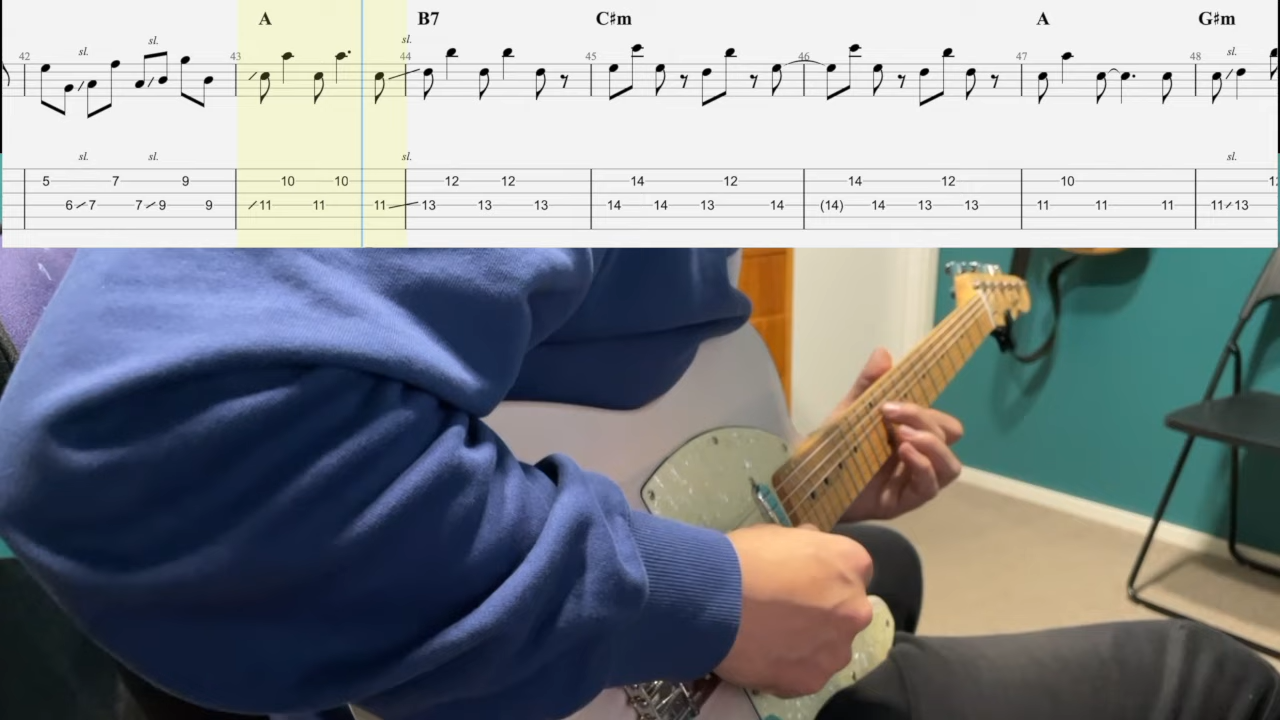 A B7 C♯m A G♯m
sl. sl. sl. sl.
42 43 44 45 46 47 48
sl. sl. sl. sl.
5 7 9 10 10 12 12 14 12 14 12 10
6 7 7 9 9 11 11 11 13 13 13 14 14 13 14 (14) 14 13 13 11 11 11 11 13